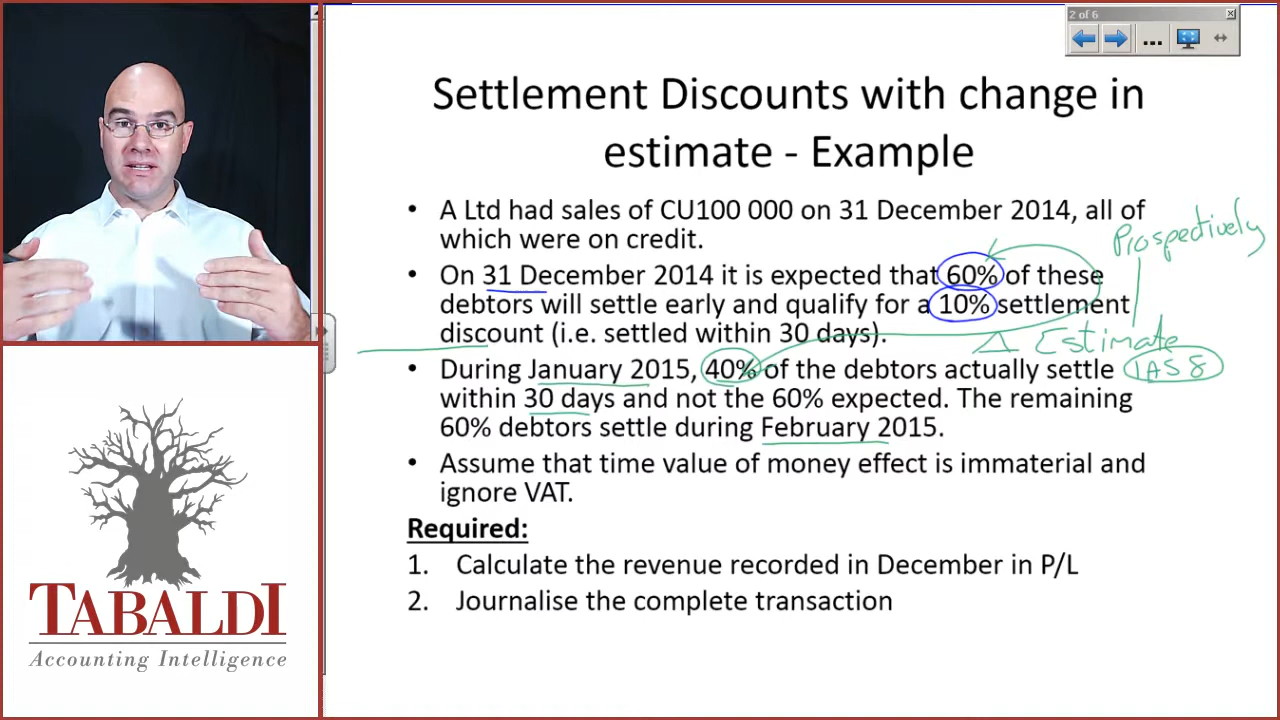 2 of 6
Settlement Discounts with change in
estimate - Example
• A Ltd had sales of CU100 000 on 31 December 2014, all of
which were on credit.
Prospectively
• On 31 December 2014 it is expected that 60% of these
debtors will settle early and qualify for a 10% settlement
discount (i.e. settled within 30 days).
Δ Estimate
IAS 8
• During January 2015, 40% of the debtors actually settle
within 30 days and not the 60% expected. The remaining
60% debtors settle during February 2015.
• Assume that time value of money effect is immaterial and
ignore VAT.
Required:
1. Calculate the revenue recorded in December in P/L
2. Journalise the complete transaction
TABALDI
Accounting Intelligence